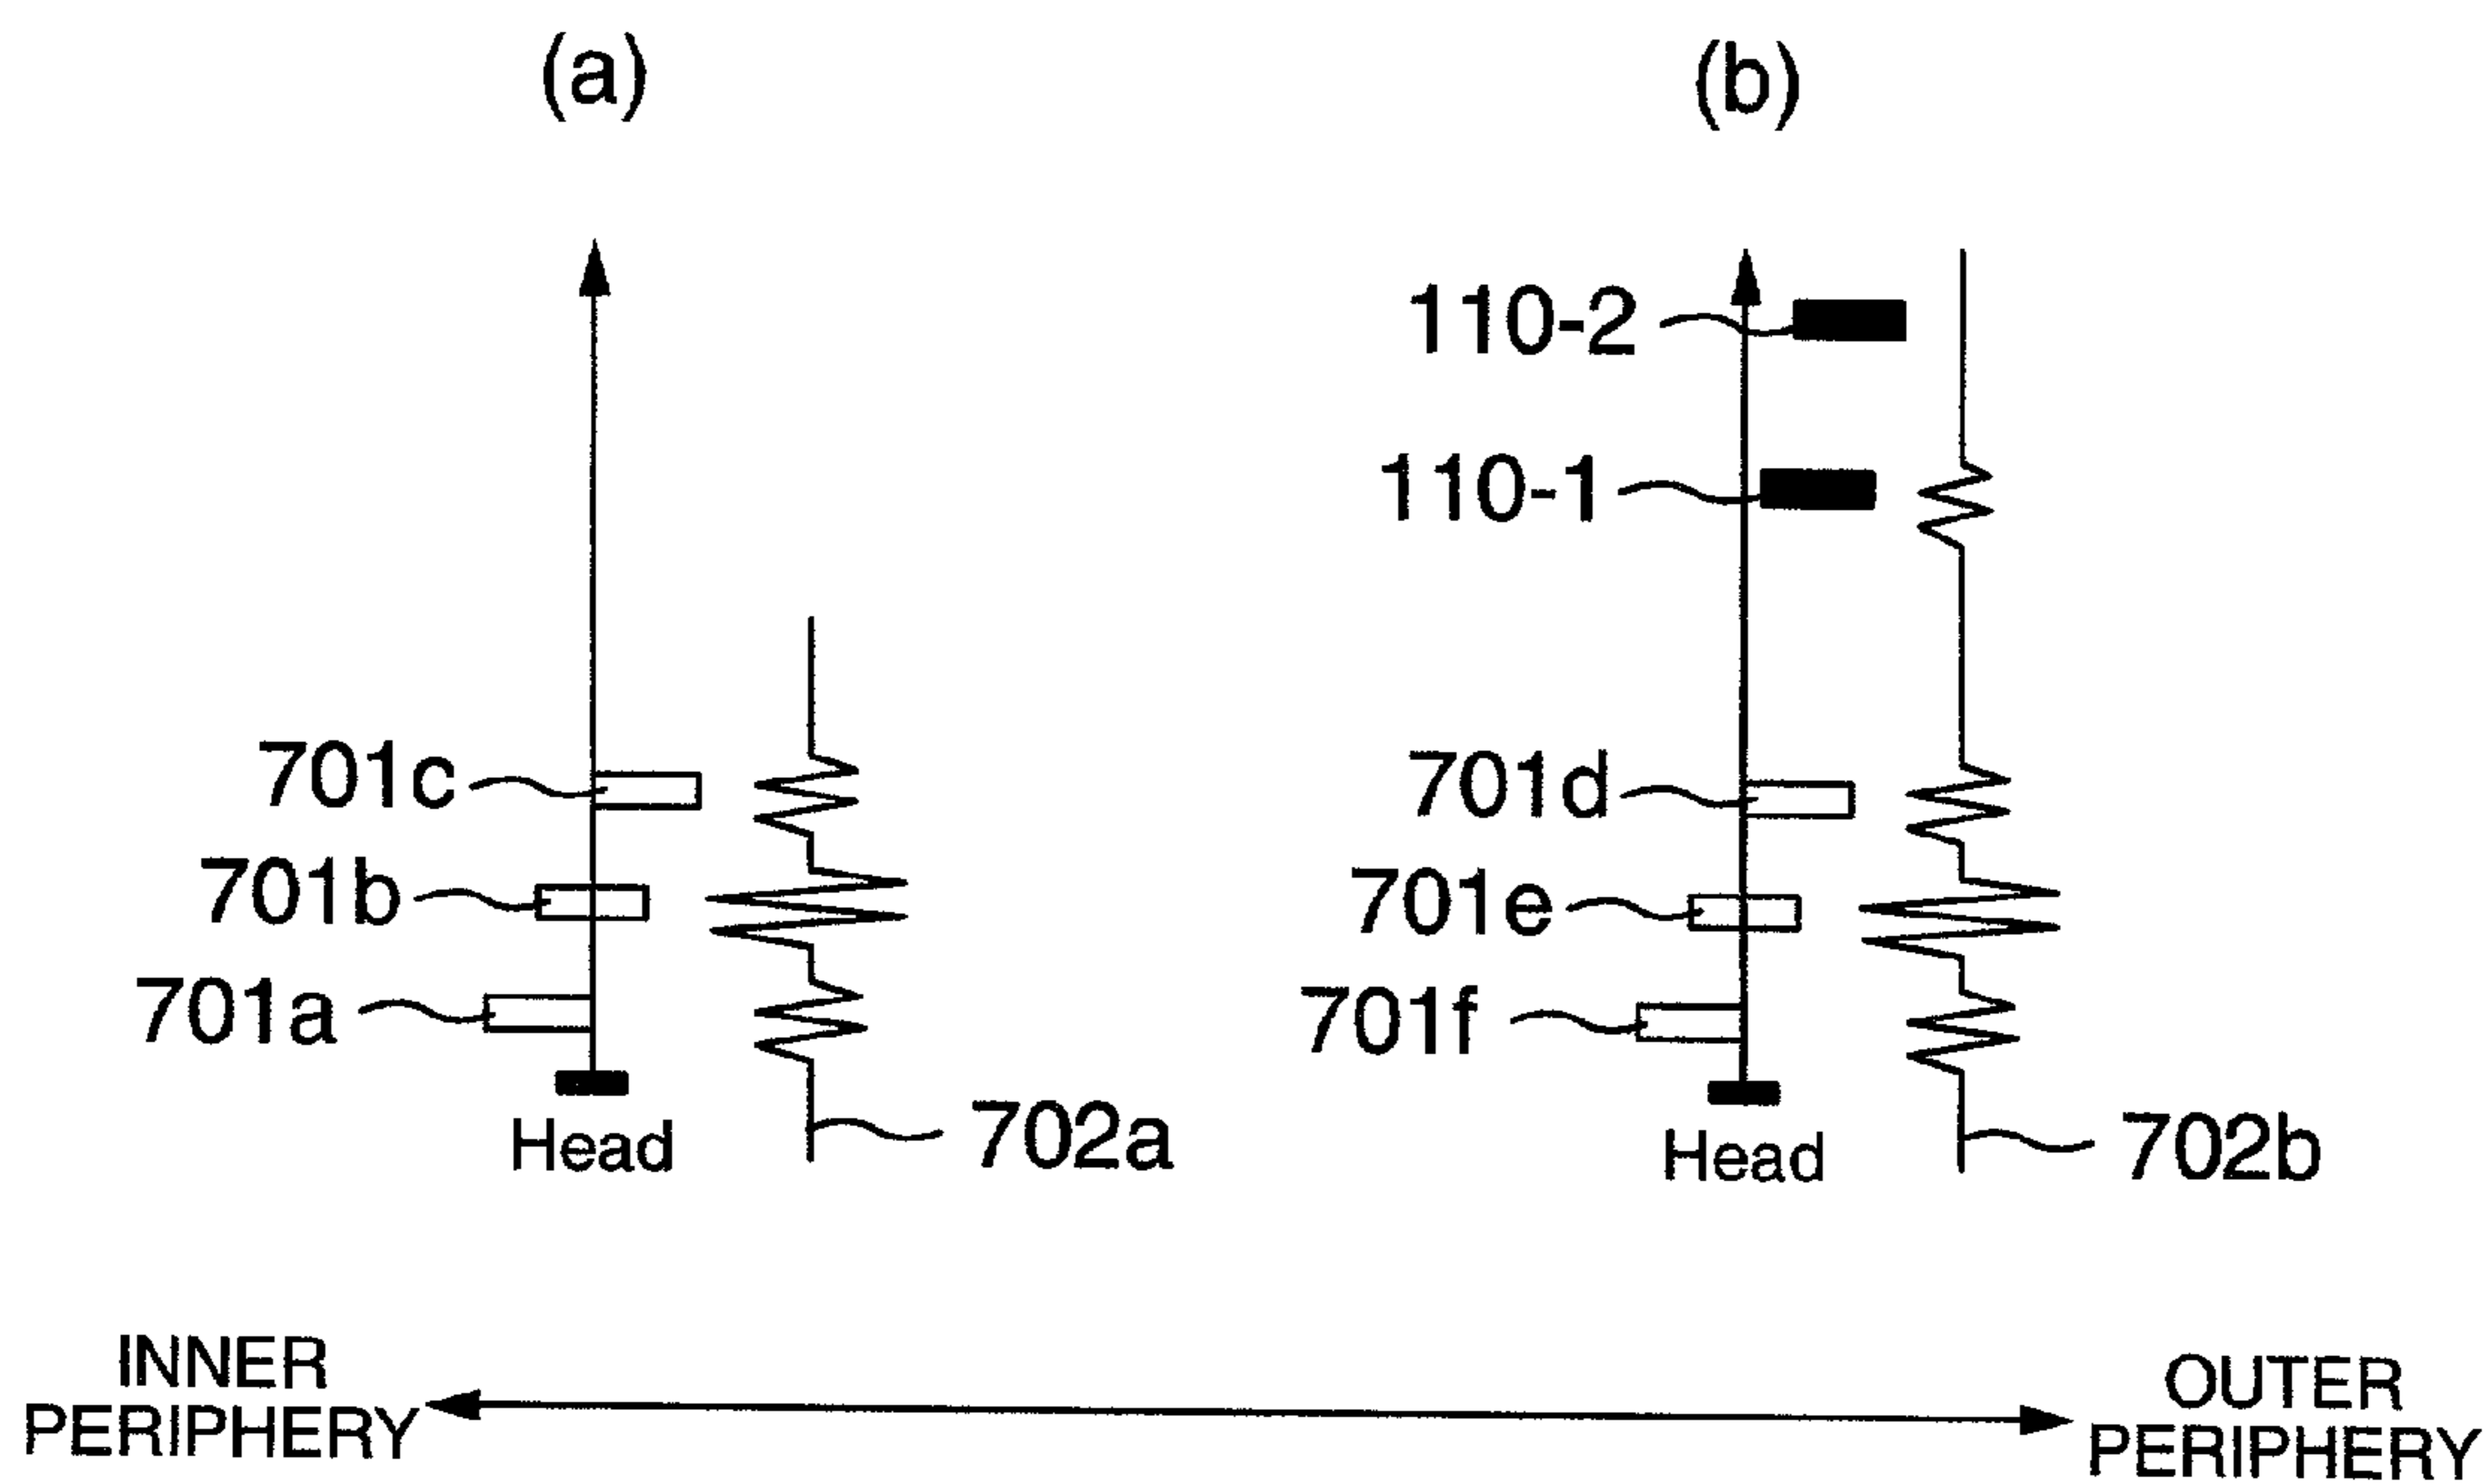 (a)
(b)
110-2
110-1
701c
701d
701b
701e
701a
701f
Head
702a
Head
702b
INNER
PERIPHERY
OUTER
PERIPHERY